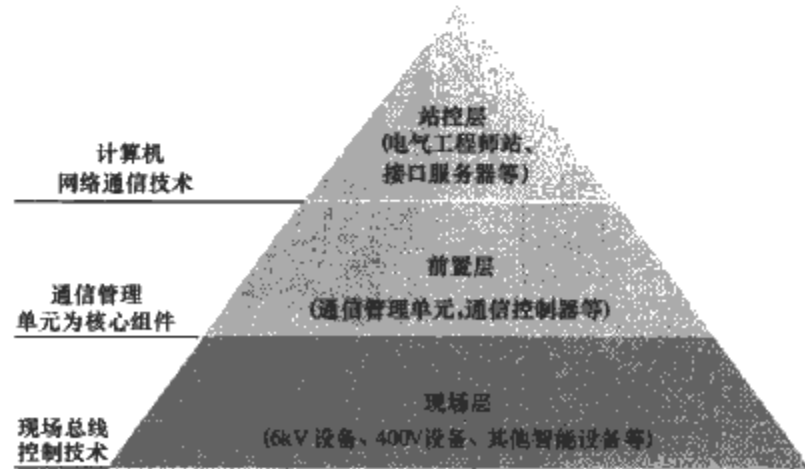 站控层
(电气工程师站、
接口服务器等)
计算机
网络通信技术
前置层
(通信管理单元,通信控制器等)
通信管理
单元为核心组件
现场层
(6kV 设备、400V设备、其他智能设备等)
现场总线
控制技术